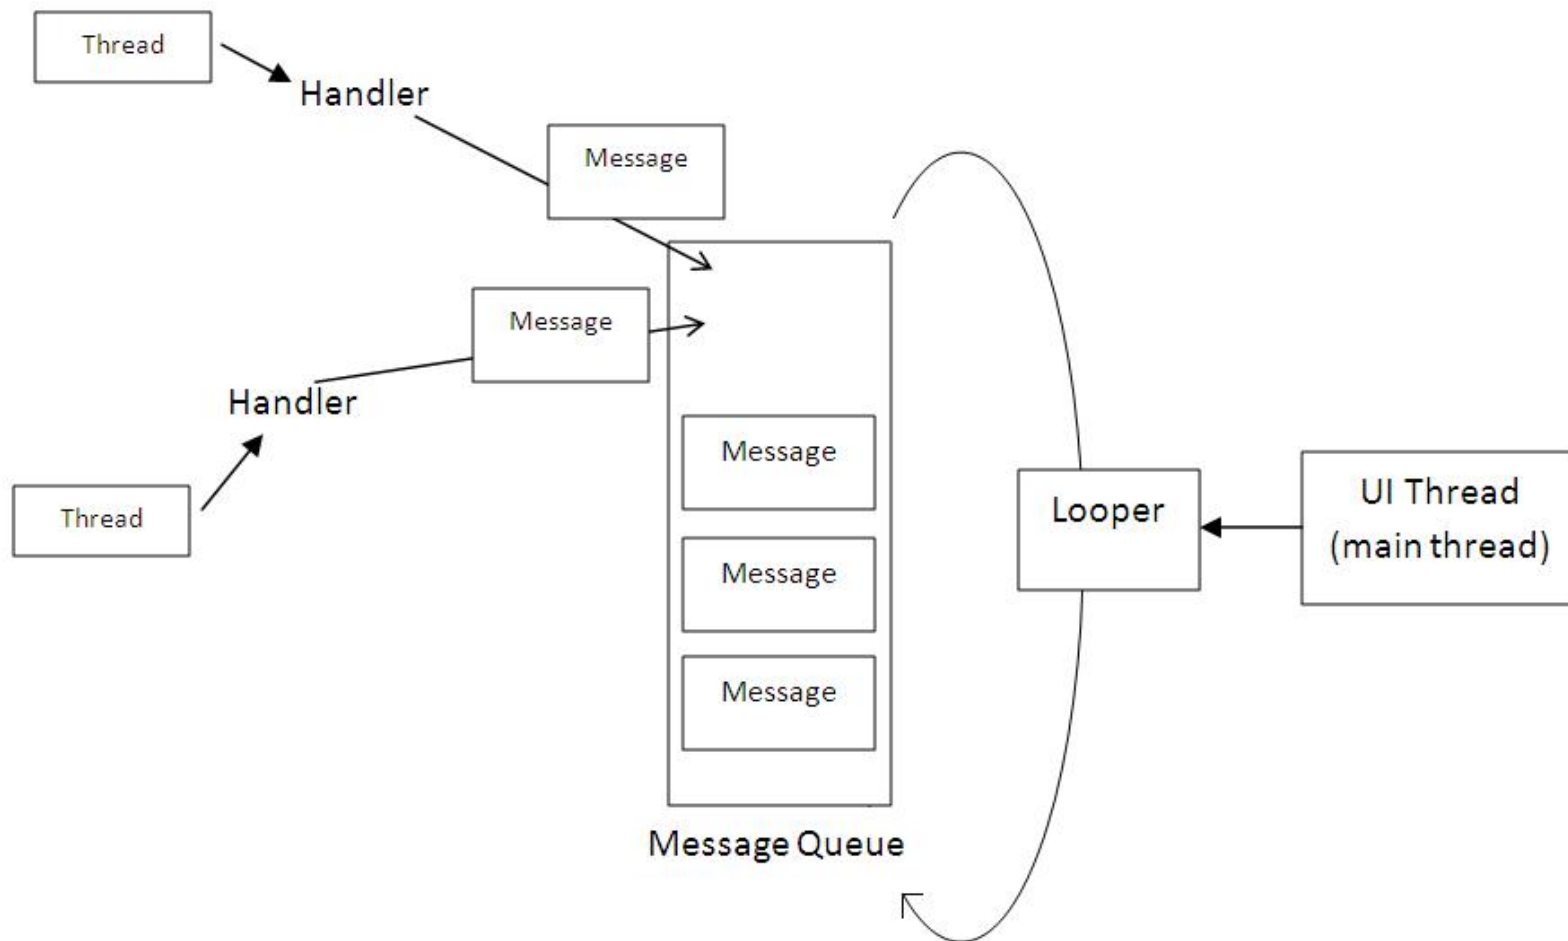 Thread
Handler
Message
Message
Handler
Thread
Message
Message
Message
Message Queue
Looper
UI Thread
(main thread)